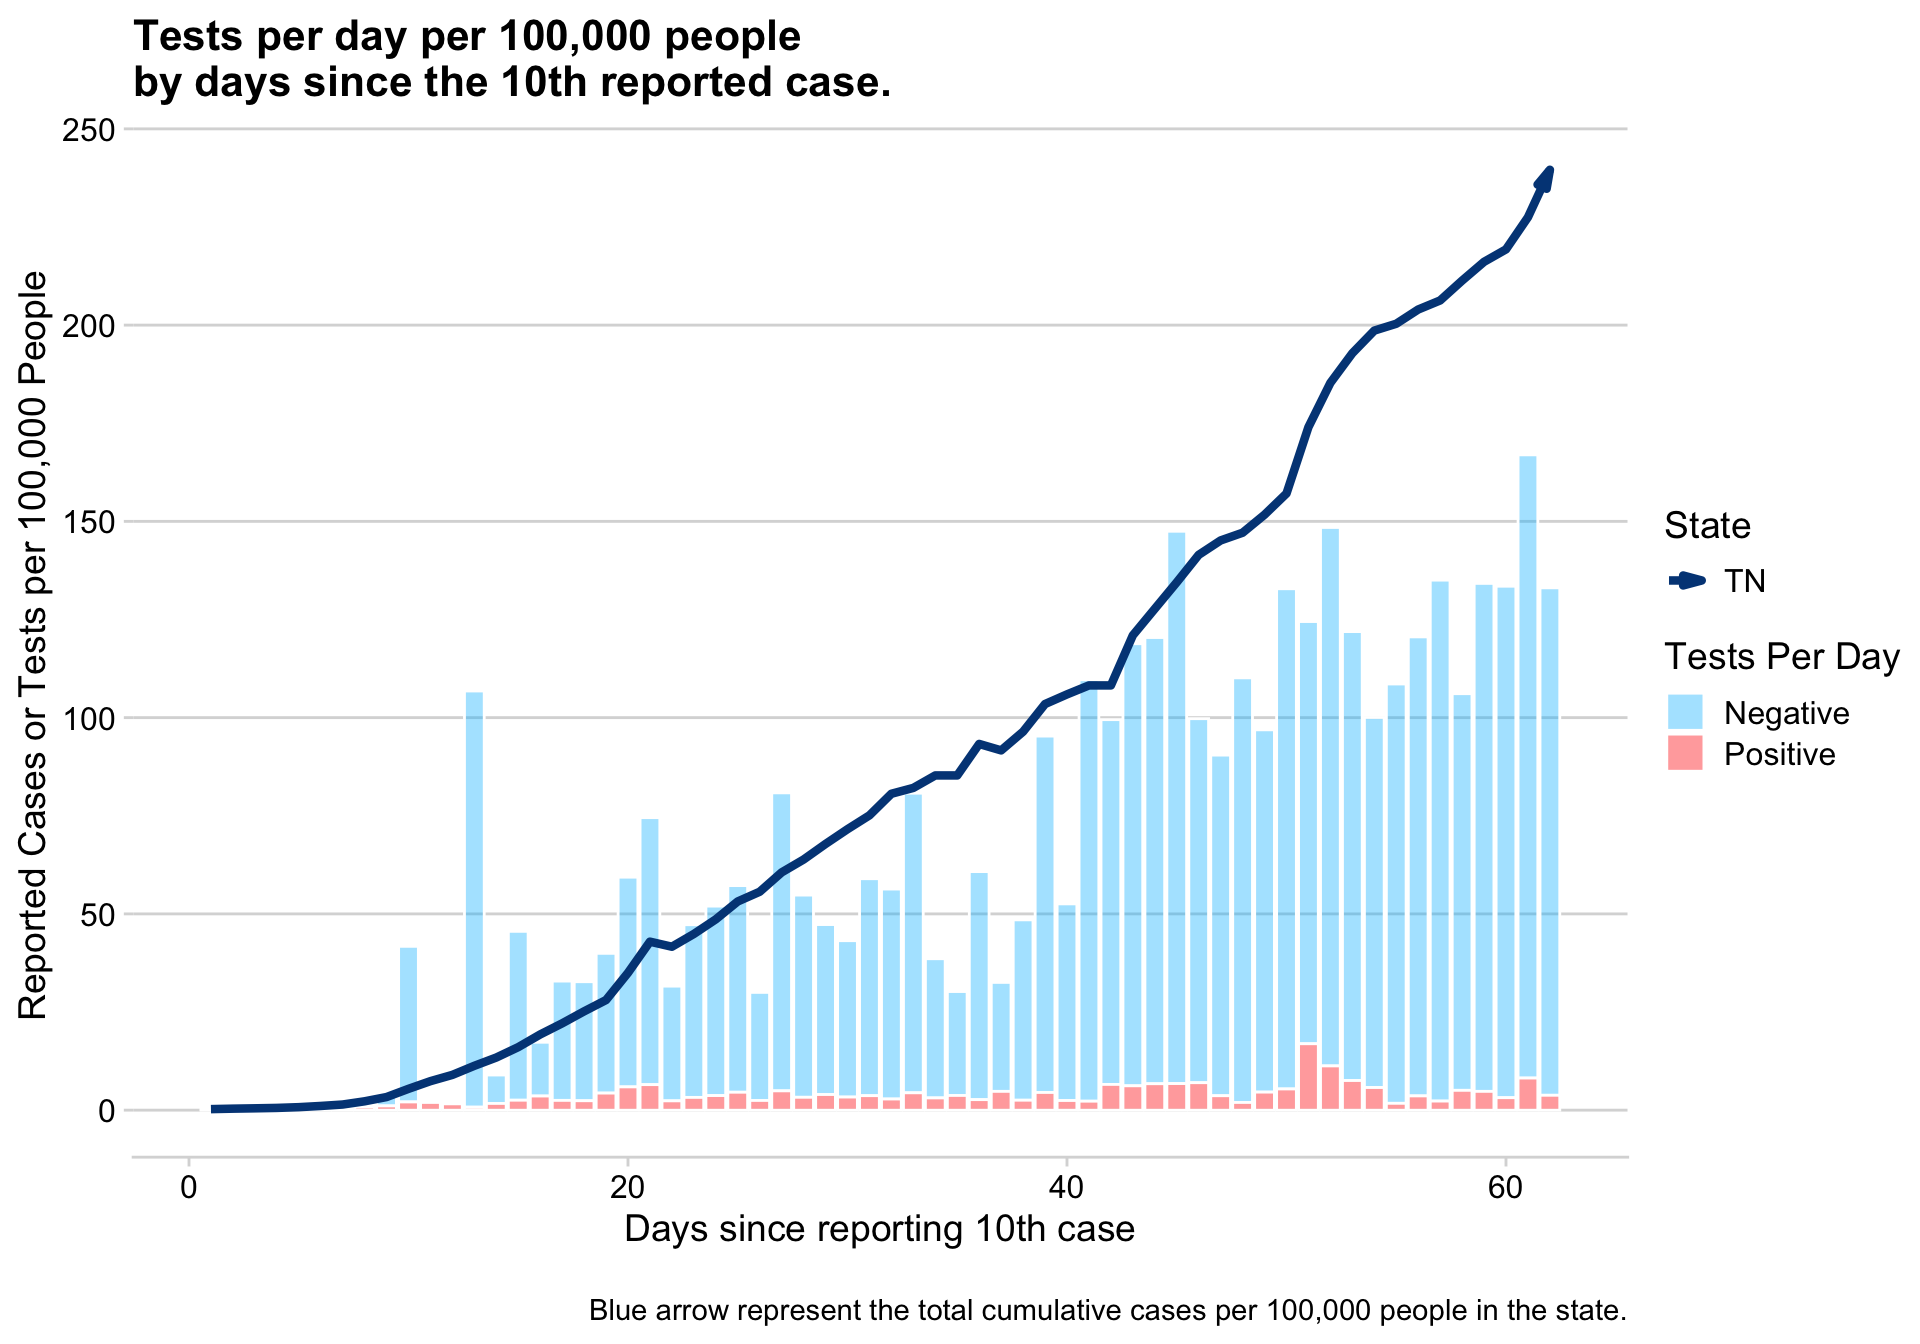 Tests per day per 100,000 people
by days since the 10th reported case.
Reported Cases or Tests per 100,000 People
250
200
150
100
50
0
0
20
40
60
Days since reporting 10th case
State
TN
Tests Per Day
Negative
Positive
Blue arrow represent the total cumulative cases per 100,000 people in the state.